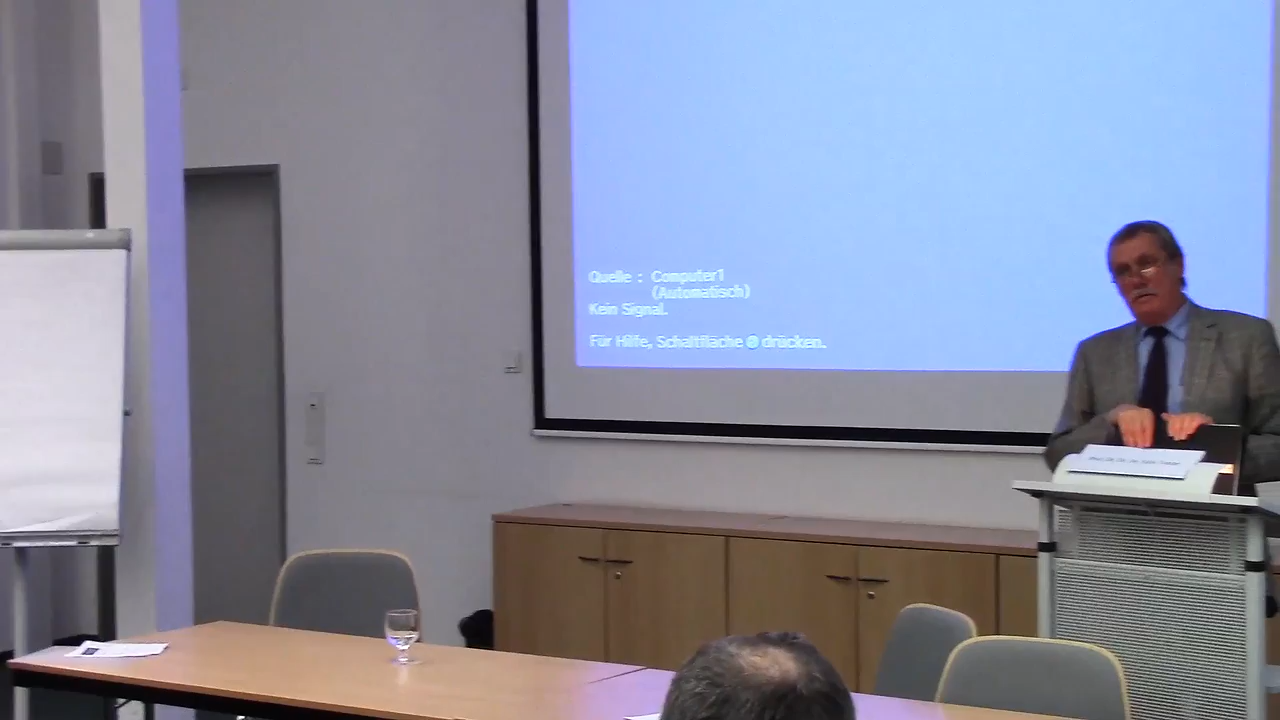 Quelle : Computer1
(Automatisch)
Kein Signal.
Für Hilfe, Schaltfläche drücken.